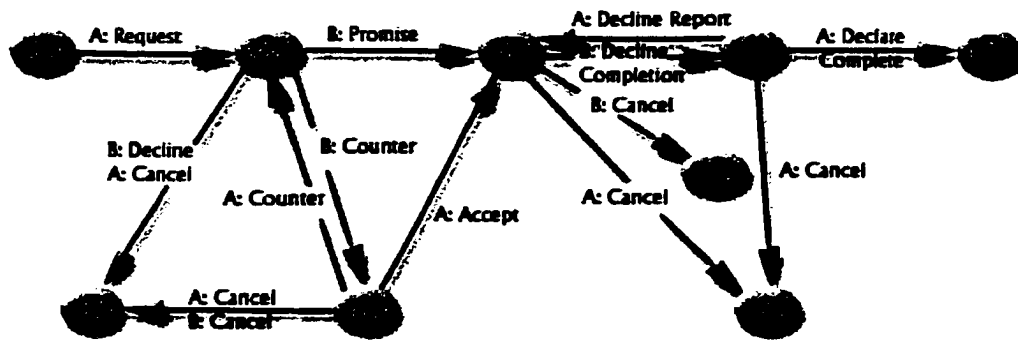 A: Request
B: Promise
A: Decline Report
B: Decline
Completion
A: Declare
Complete
B: Cancel
B: Decline
A: Cancel
B: Counter
A: Counter
A: Accept
A: Cancel
A: Cancel
A: Cancel
B: Cancel